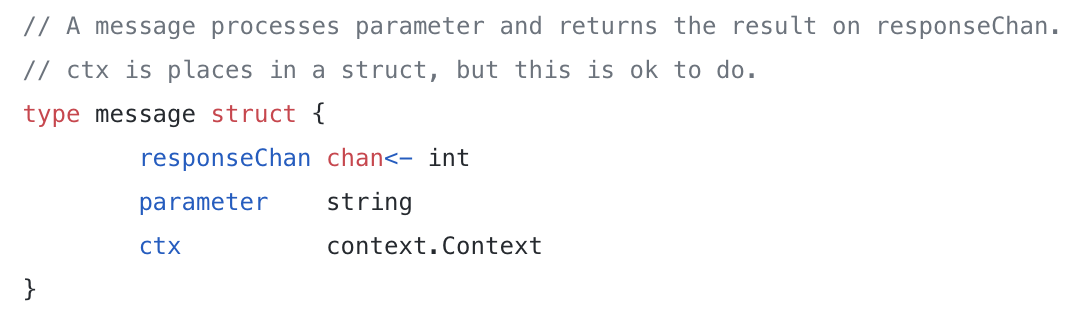 // A message processes parameter and returns the result on responseChan.
// ctx is places in a struct, but this is ok to do.
type message struct {
        responseChan chan<- int
        parameter    string
        ctx          context.Context
}